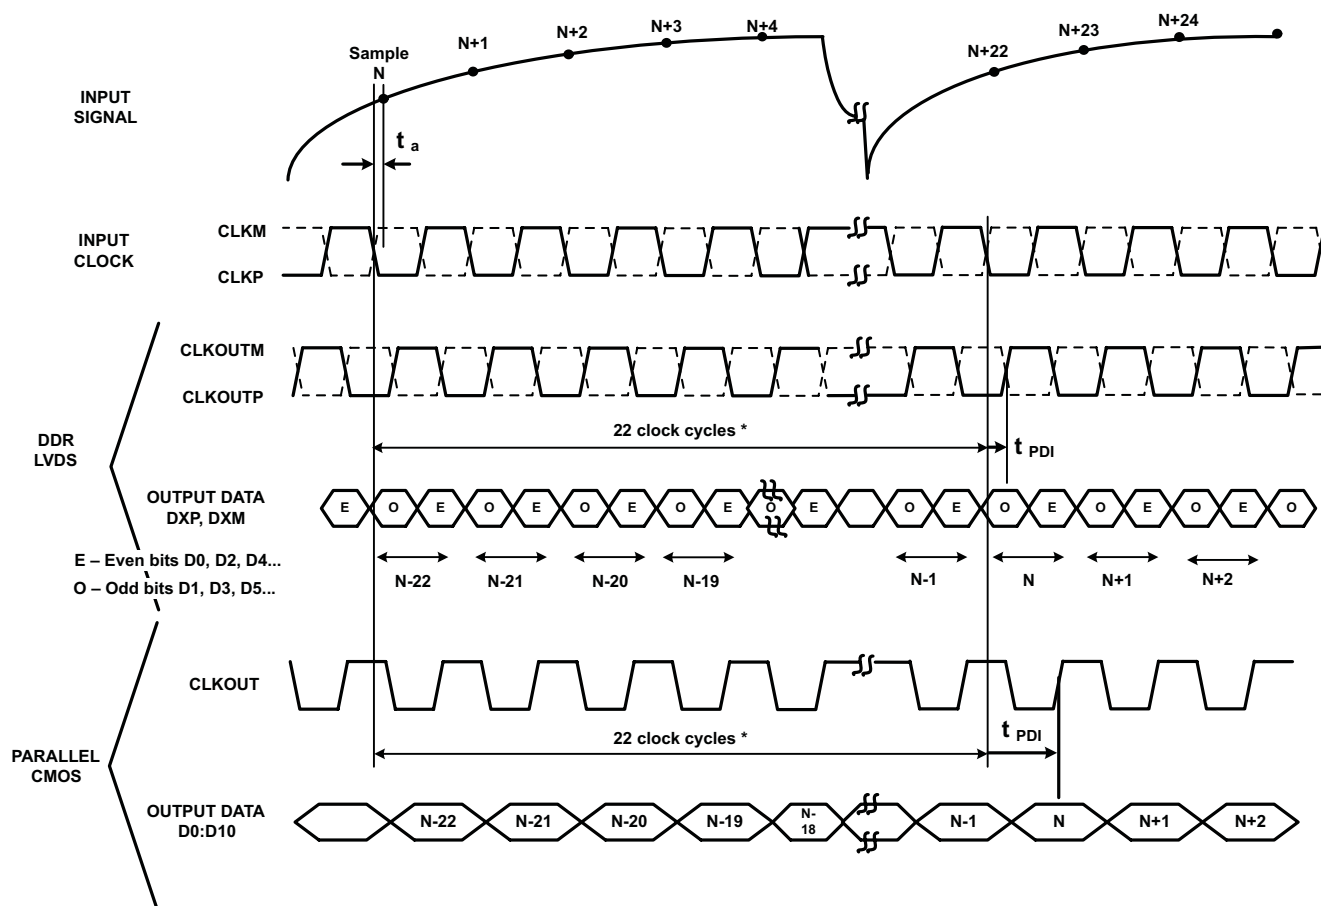 Sample
N
N+1
N+2
N+3
N+4
N+22
N+23
N+24
INPUT
SIGNAL
t a
INPUT
CLOCK
CLKM
CLKP
CLKOUTM
CLKOUTP
DDR
LVDS
22 clock cycles *
t PDI
OUTPUT DATA
DXP, DXM
E O E O E O E O E O E O E O E O E O E O
E – Even bits D0, D2, D4...
O – Odd bits D1, D3, D5...
N-22 N-21 N-20 N-19 N-1 N N+1 N+2
CLKOUT
22 clock cycles *
t PDI
PARALLEL
CMOS
OUTPUT DATA
D0:D10
N-22 N-21 N-20 N-19 N-
18 N-1 N N+1 N+2